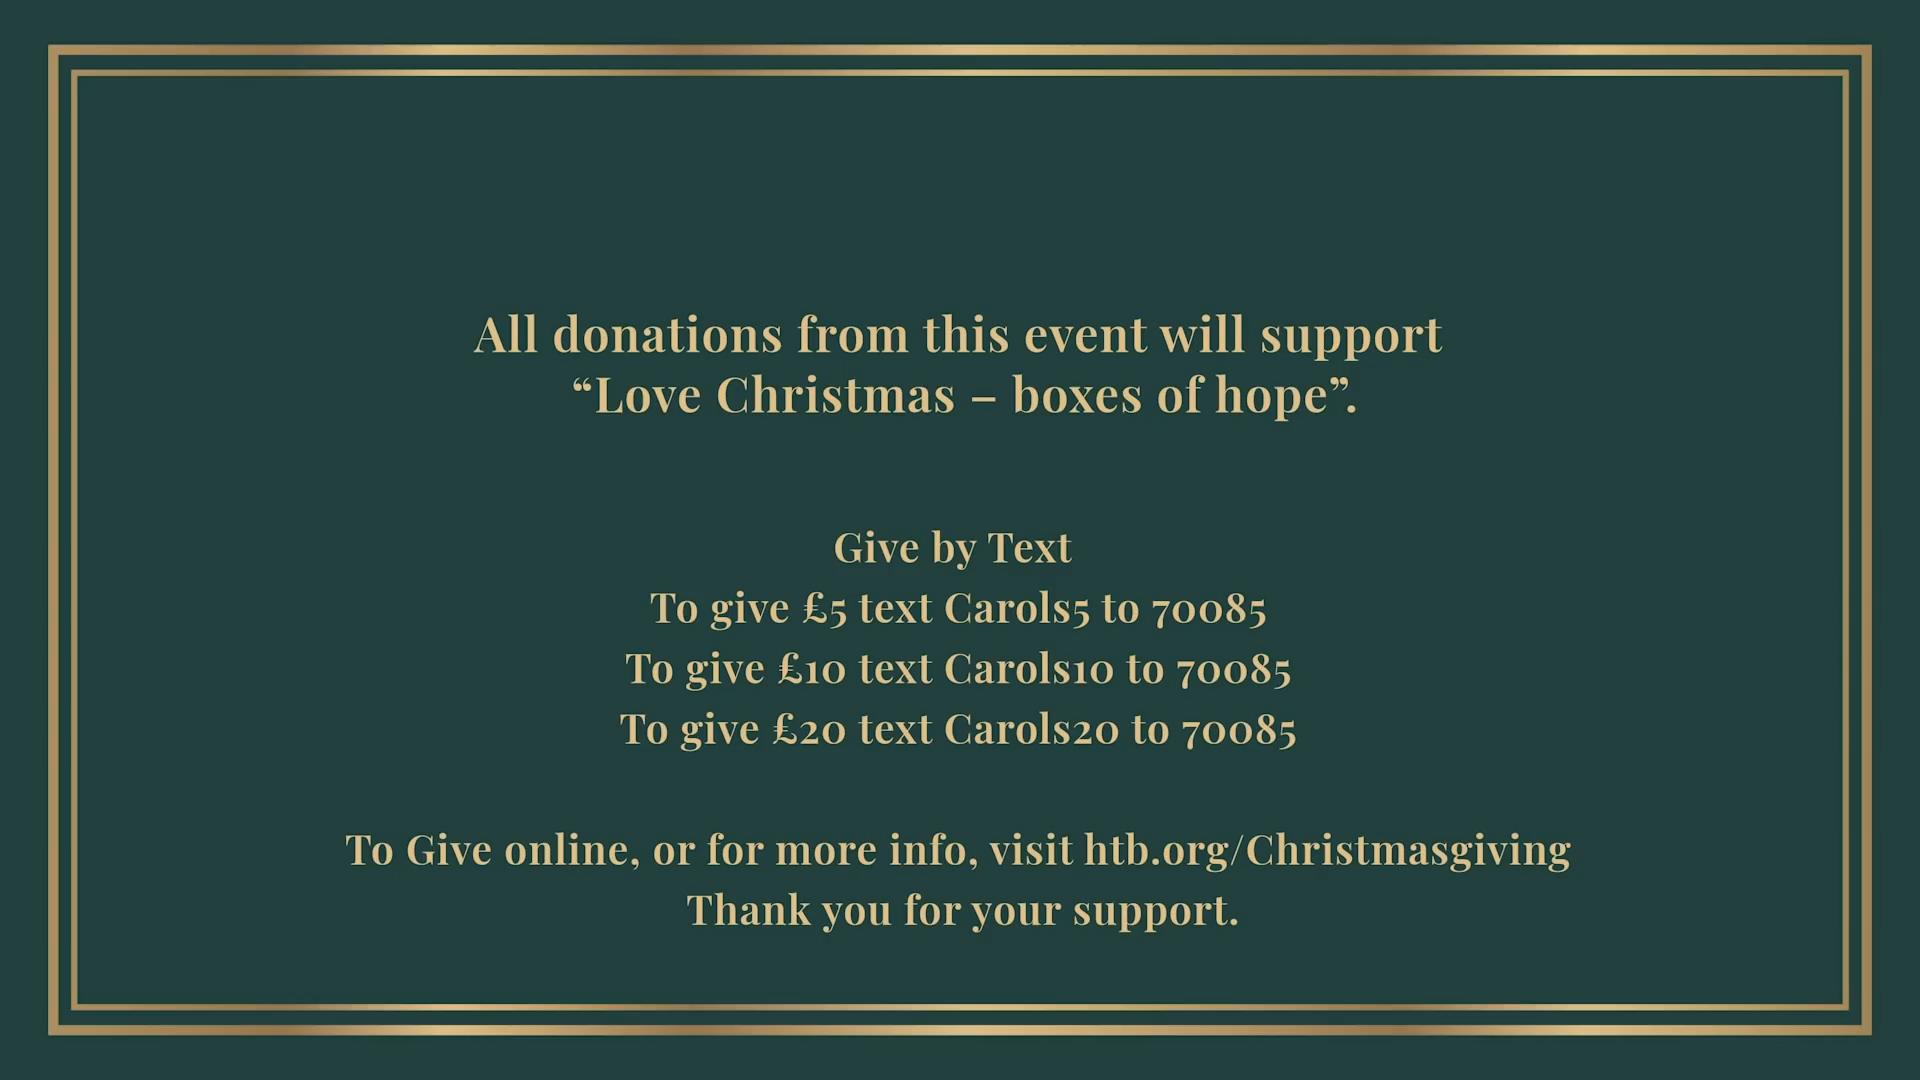 All donations from this event will support
“Love Christmas – boxes of hope”.
Give by Text
To give £5 text Carols5 to 70085
To give £10 text Carols10 to 70085
To give £20 text Carols20 to 70085
To Give online, or for more info, visit htb.org/Christmasgiving
Thank you for your support.